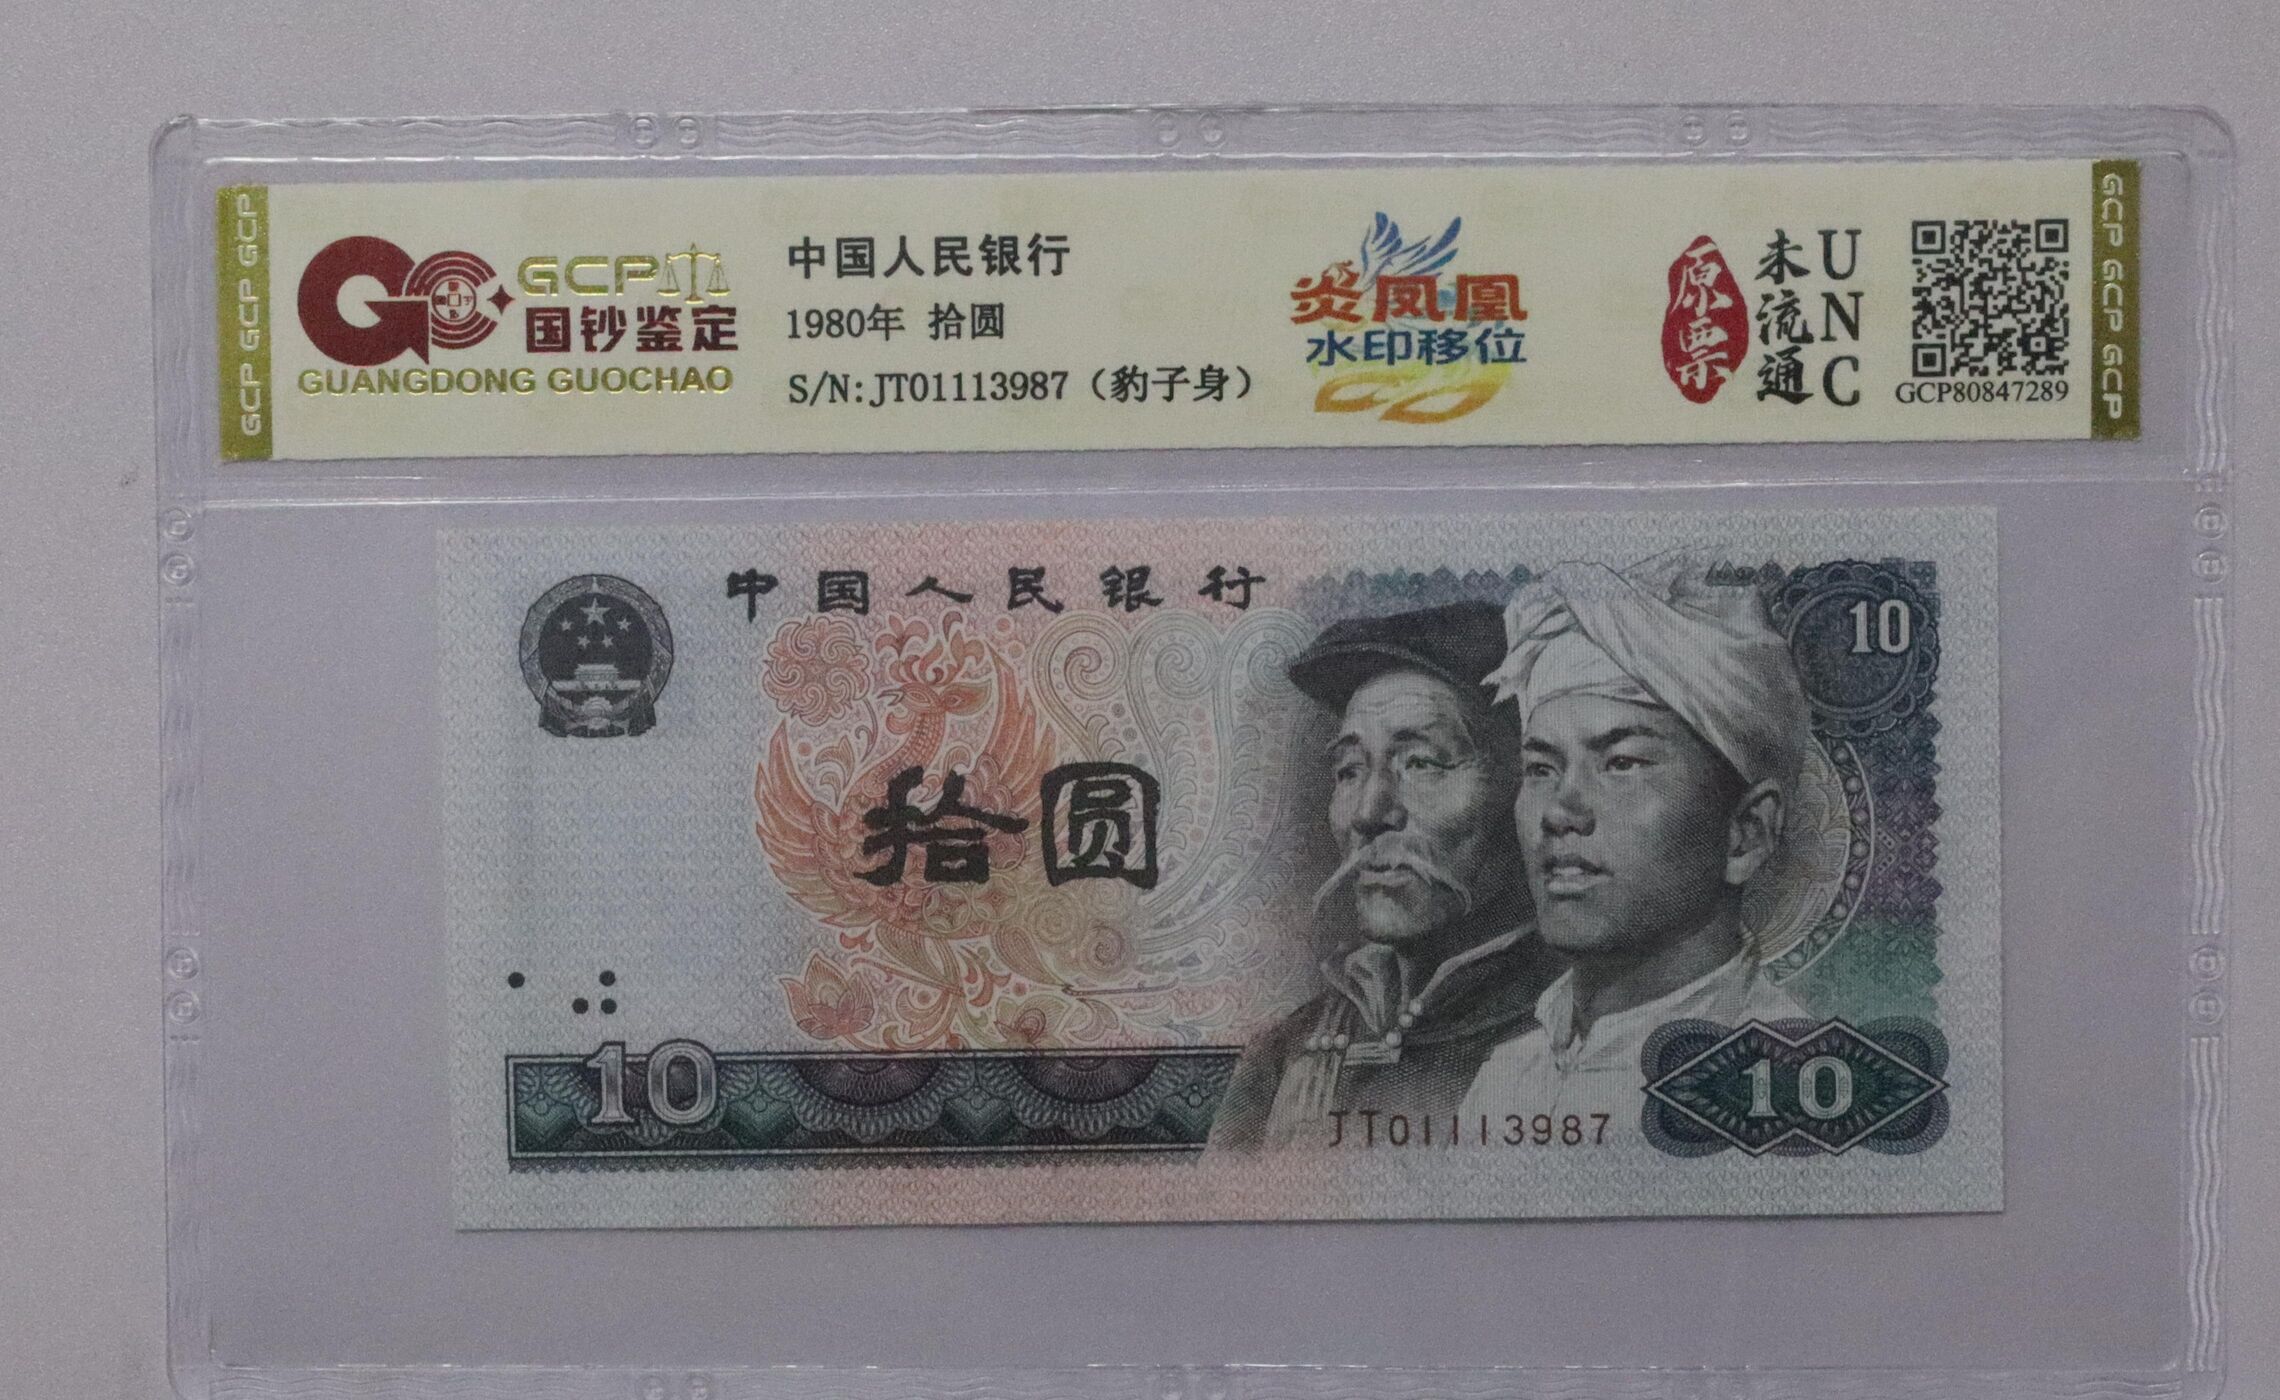 GCP GCP GCP
GCP
国钞鉴定
GUANGDONG GUOCHAO
中国人民银行
1980年 拾圆
S/N:JT01113987（豹子身）
炎凤凰
水印移位
原票
未流通
UNC
GCP80847289
GCP GCP GCP
中国人民银行
10
拾圆
10
JT01113987
10